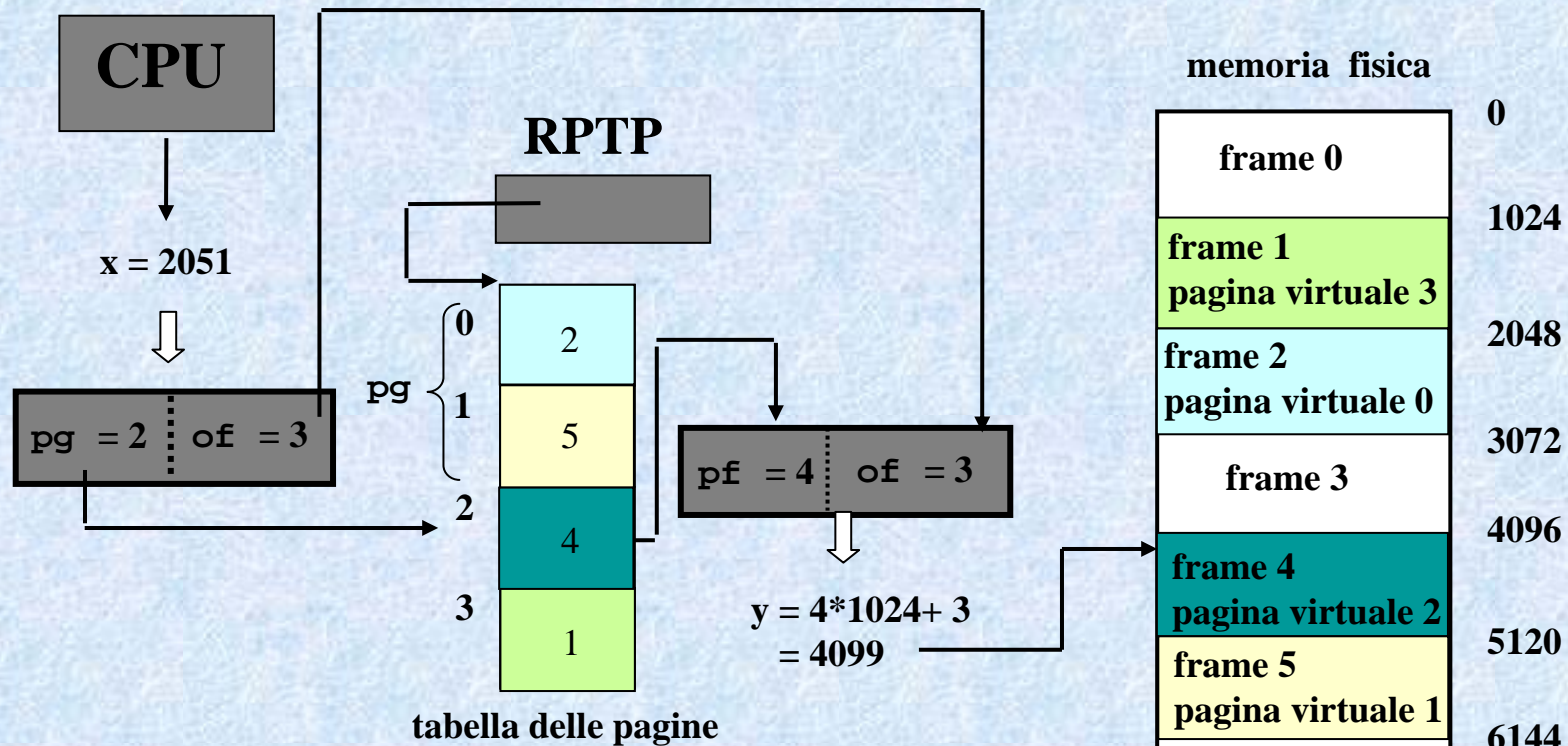 CPU
x = 2051
pg = 2 of = 3
RPTP
pg
0
1
2
3
2
5
4
1
tabella delle pagine
pf = 4 of = 3
y = 4*1024+ 3
= 4099
memoria fisica
0
frame 0
1024
frame 1
pagina virtuale 3
2048
frame 2
pagina virtuale 0
3072
frame 3
4096
frame 4
pagina virtuale 2
5120
frame 5
pagina virtuale 1
6144